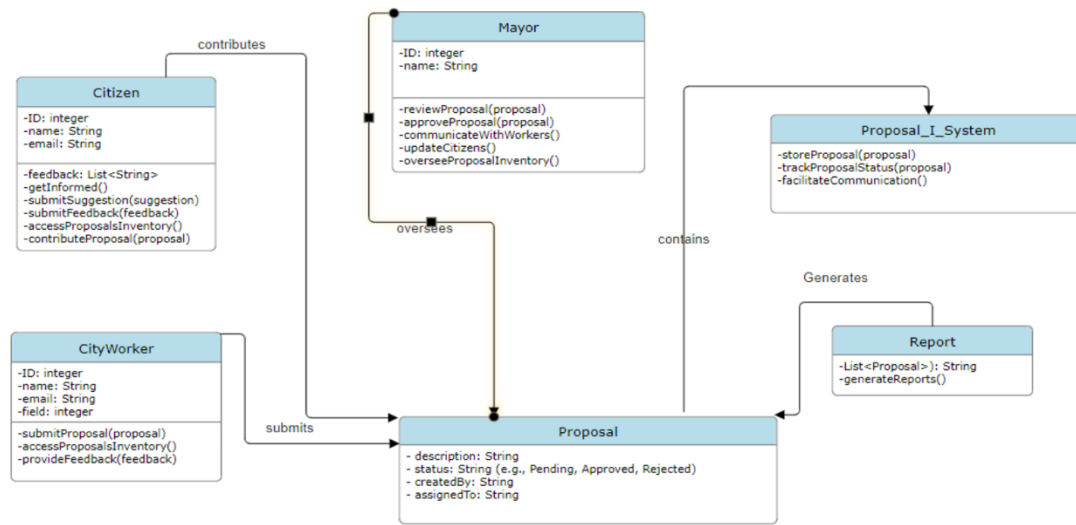 contributes
Mayor
-ID: integer
-name: String
-reviewProposal(proposal)
-approveProposal(proposal)
-communicateWithWorkers()
-updateCitizens()
-overseeProposalInventory()
Citizen
-ID: integer
-name: String
-email: String
-feedback: List<String>
-getInformed()
-submitSuggestion(suggestion)
-submitFeedback(feedback)
-accessProposalsInventory()
-contributeProposal(proposal)
Proposal_I_System
-storeProposal(proposal)
-trackProposalStatus(proposal)
-facilitateCommunication()
oversees
contains
Generates
CityWorker
-ID: integer
-name: String
-email: String
-field: integer
-submitProposal(proposal)
-accessProposalsInventory()
-provideFeedback(feedback)
Report
-List<Proposal>): String
-generateReports()
submits
Proposal
- description: String
- status: String (e.g., Pending, Approved, Rejected)
- createdBy: String
- assignedTo: String